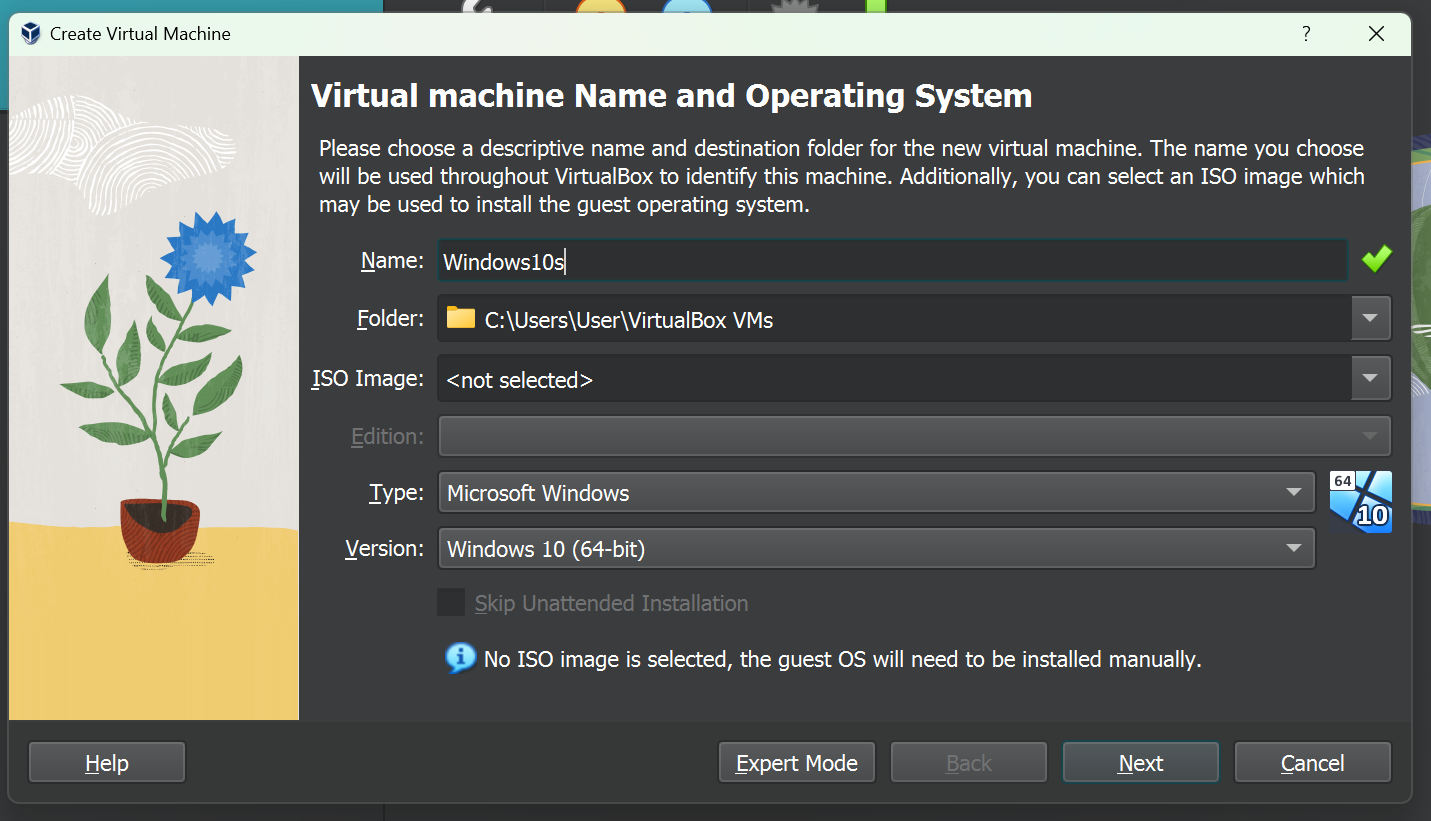 Create Virtual Machine
?
Virtual machine Name and Operating System
Please choose a descriptive name and destination folder for the new virtual machine. The name you choose
will be used throughout VirtualBox to identify this machine. Additionally, you can select an ISO image which
may be used to install the guest operating system.
Name: Windows10s
Folder: C:\Users\User\VirtualBox VMs
ISO Image: <not selected>
Edition:
Type: Microsoft Windows
64
10
Version: Windows 10 (64-bit)
Skip Unattended Installation
No ISO image is selected, the guest OS will need to be installed manually.
Help Expert Mode Back Next Cancel